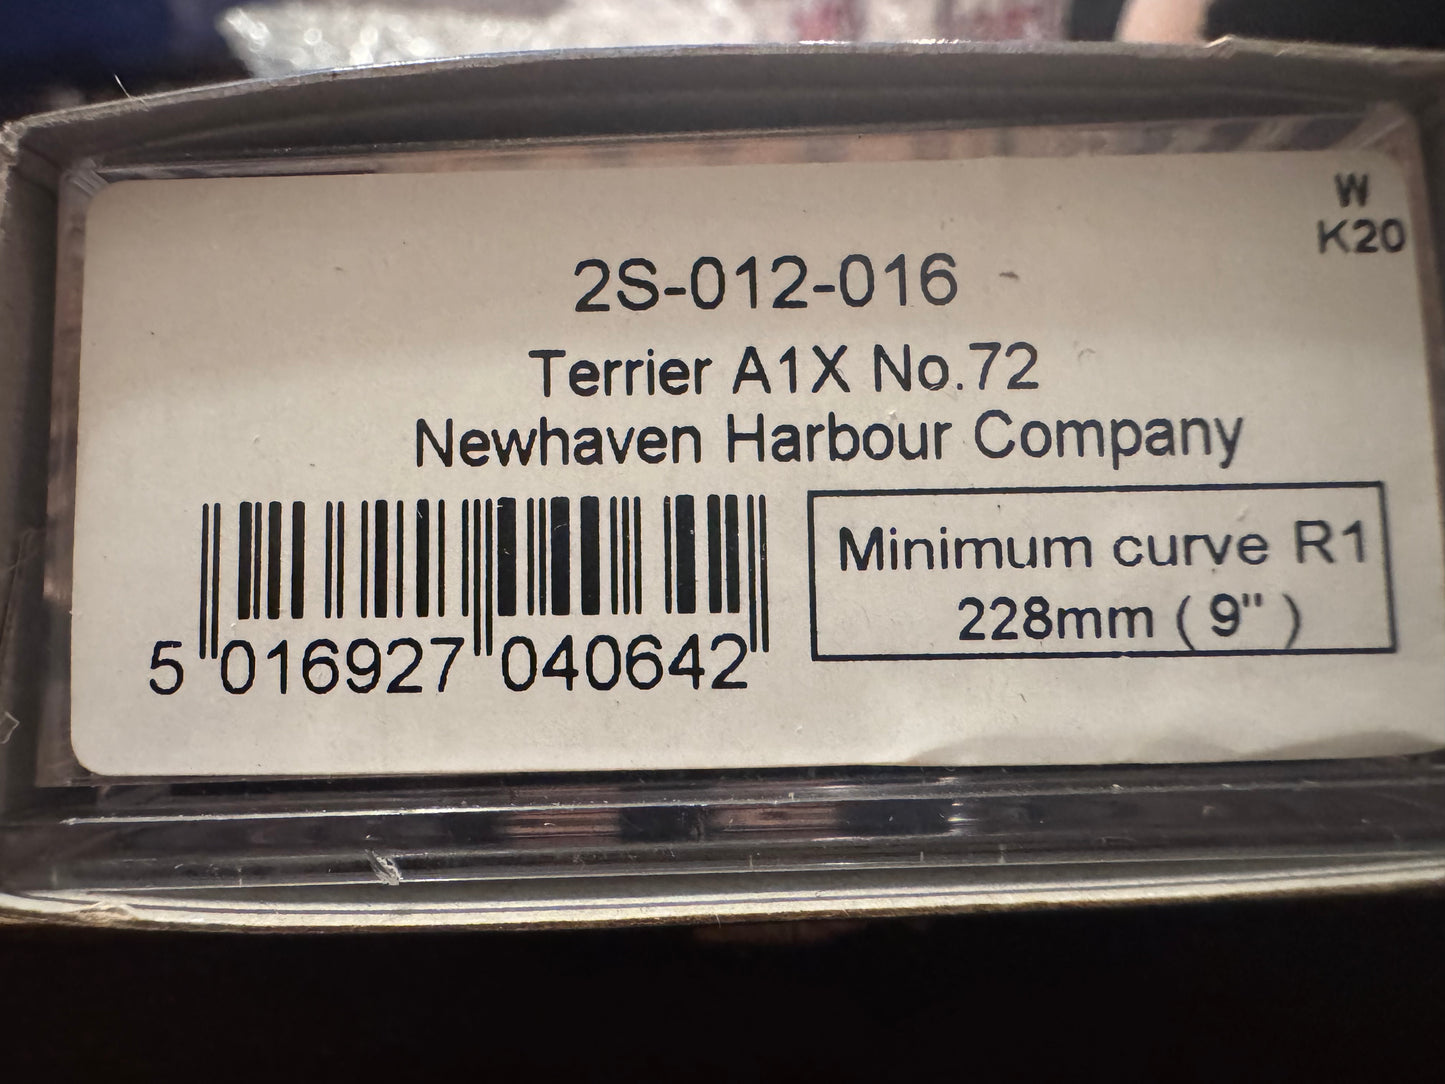 W
K20
2S-012-016
Terrier A1X No.72
Newhaven Harbour Company
Minimum curve R1
228mm ( 9" )
5 016927 040642